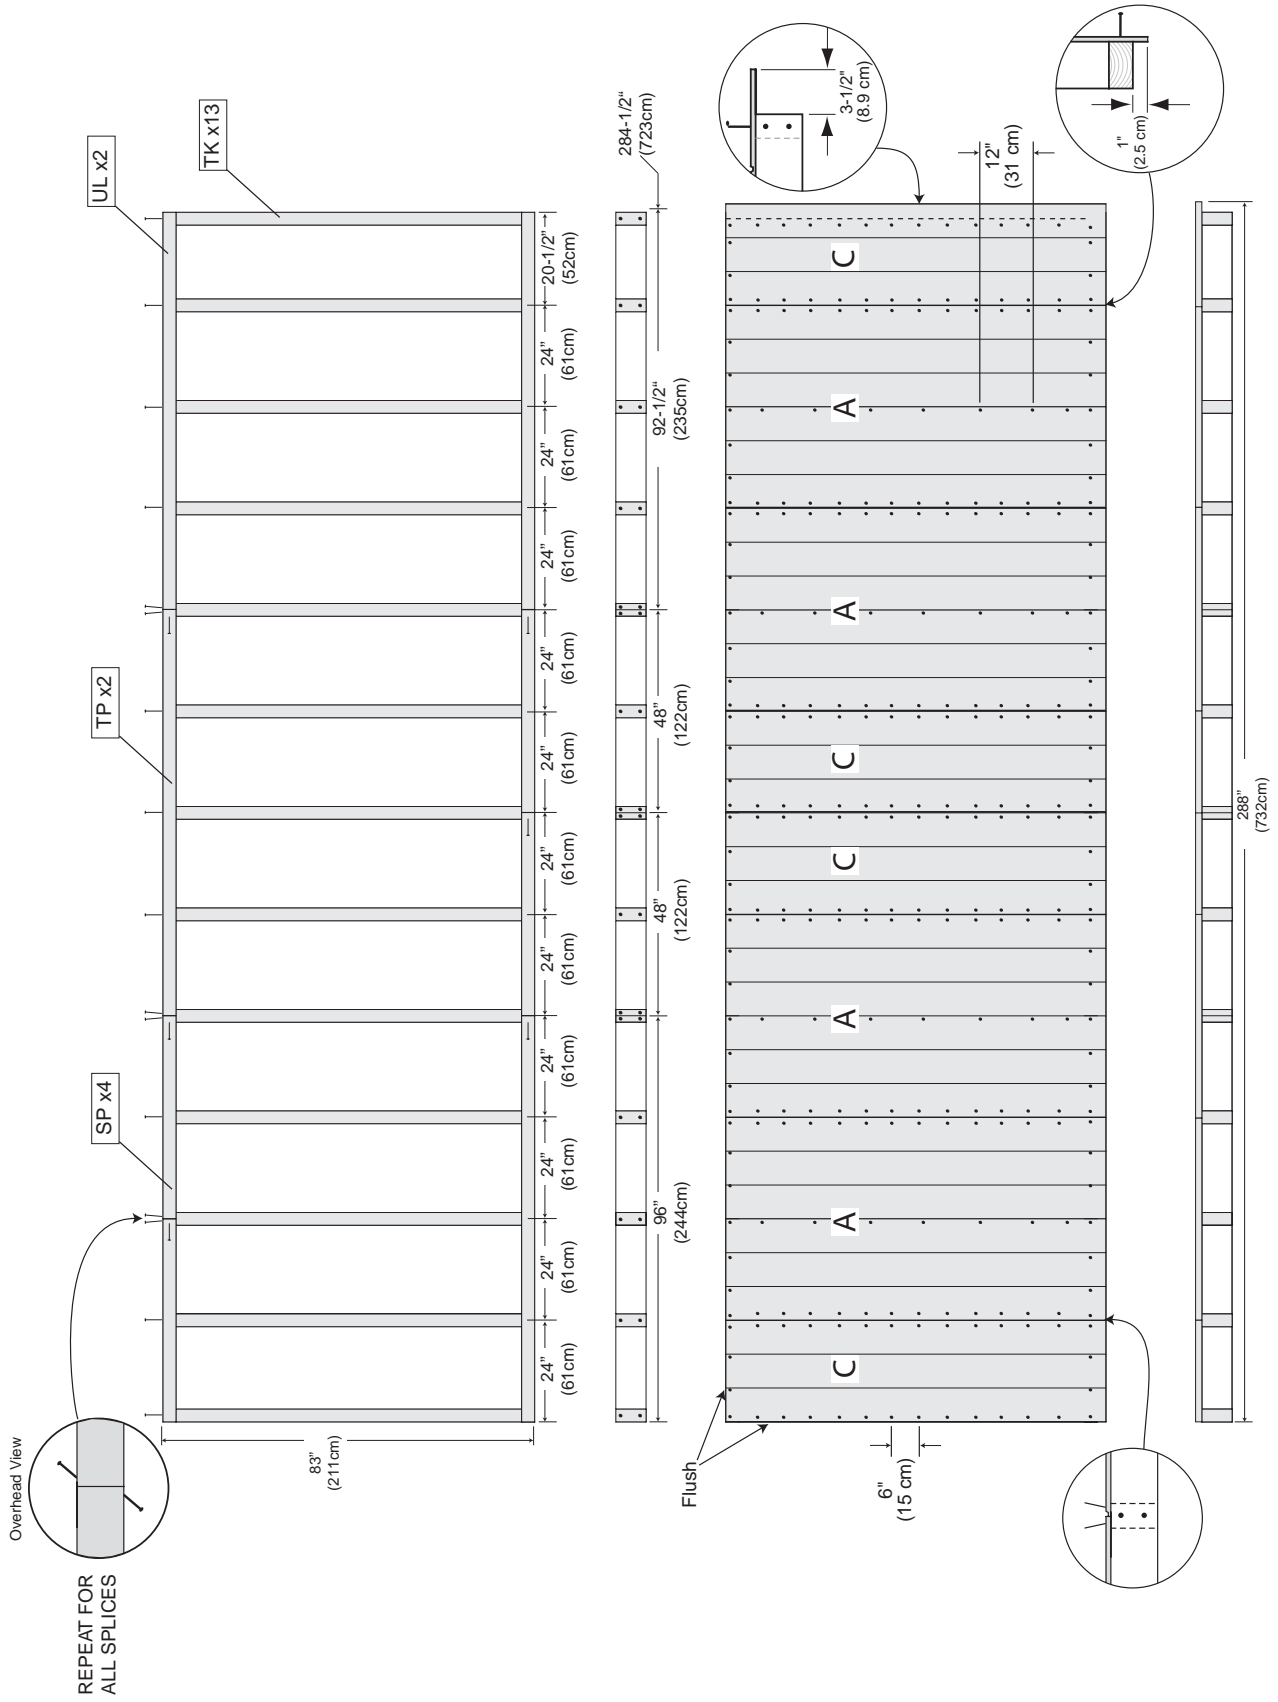 Overhead View
REPEAT FOR
ALL SPLICES
SP x4
TP x2
UL x2
TK x13
83"
(211cm)
24"
(61cm)
24"
(61cm)
24"
(61cm)
24"
(61cm)
24"
(61cm)
24"
(61cm)
24"
(61cm)
24"
(61cm)
24"
(61cm)
24"
(61cm)
24"
(61cm)
20-1/2"
(52cm)
96"
(244cm)
48"
(122cm)
48"
(122cm)
92-1/2"
(235cm)
284-1/2"
(723cm)
Flush
C
A
A
C
C
A
A
C
3-1/2"
(8.9 cm)
6"
(15 cm)
12"
(31 cm)
1"
(2.5 cm)
288"
(732cm)